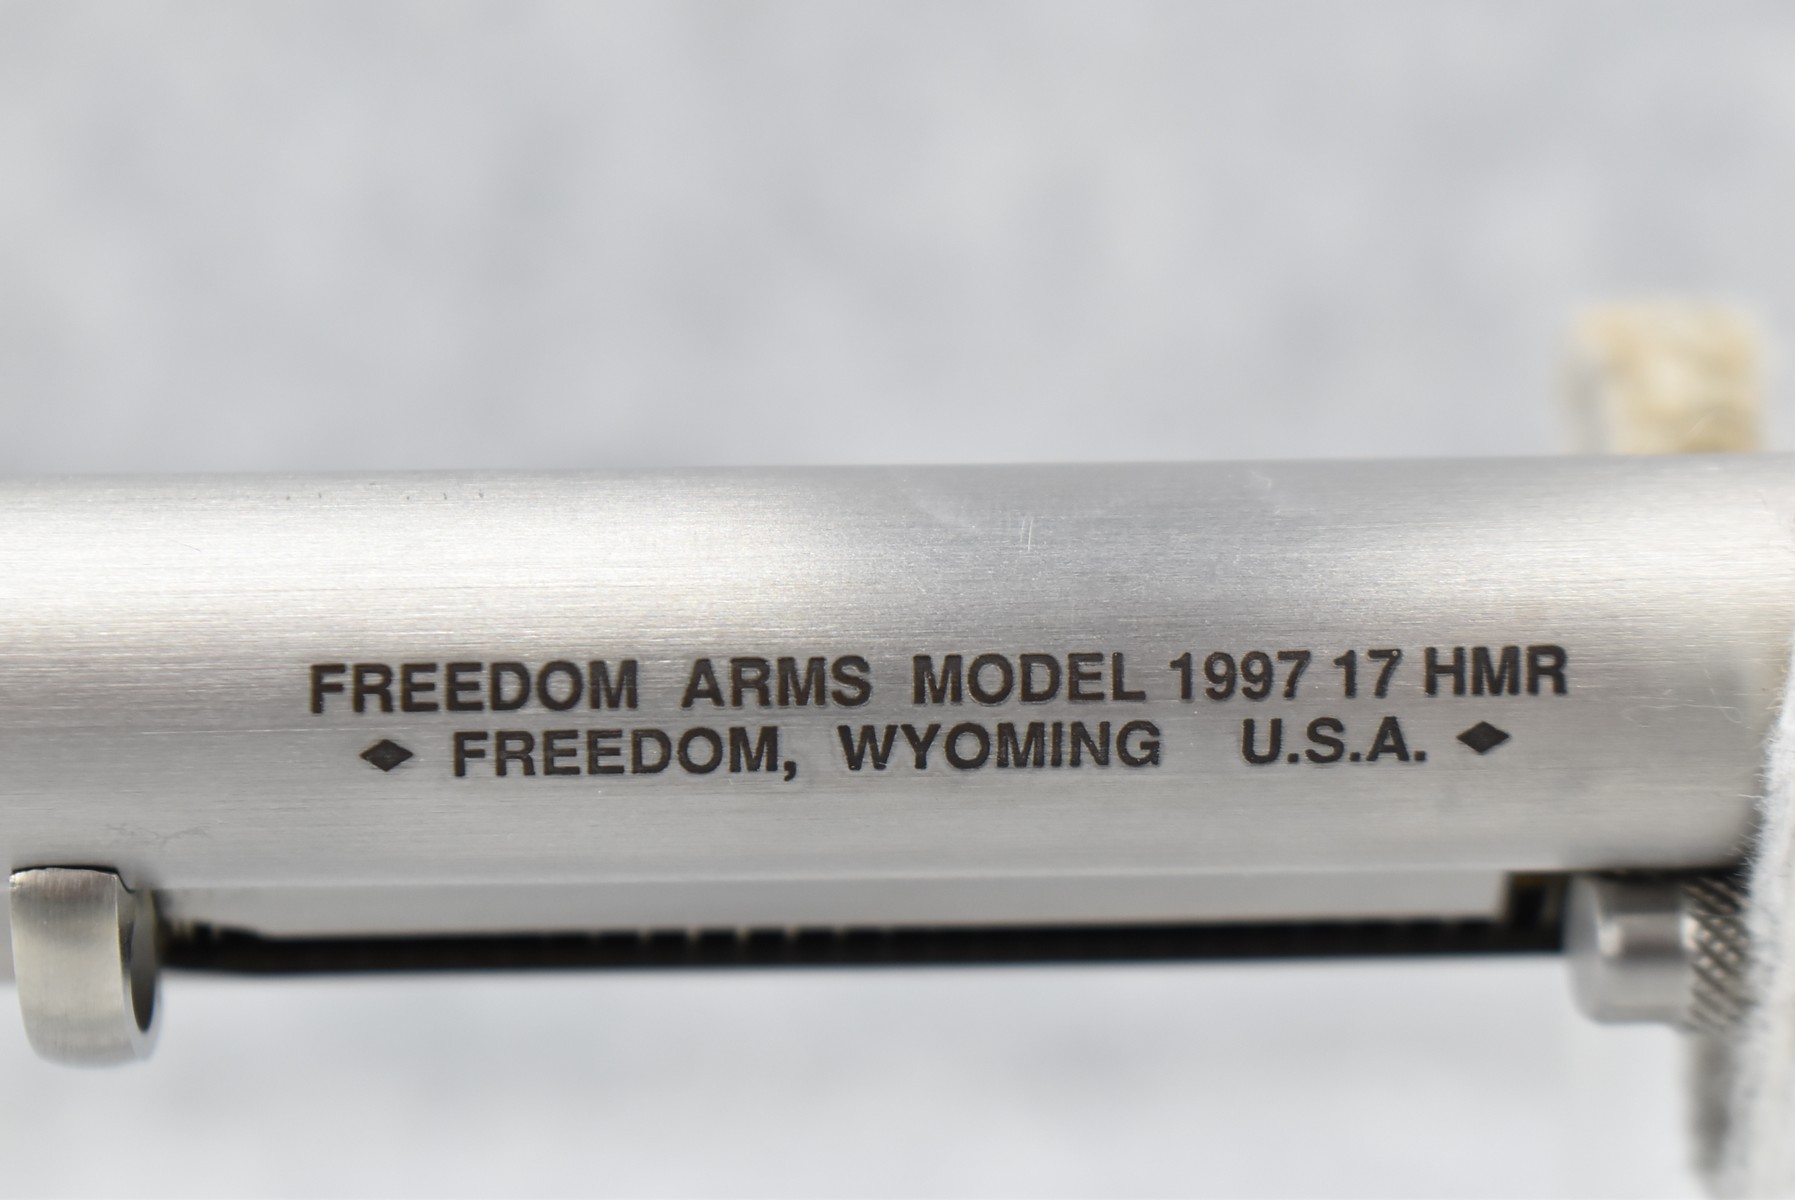 FREEDOM ARMS MODEL 1997 17 HMR
◆ FREEDOM, WYOMING U.S.A. ◆